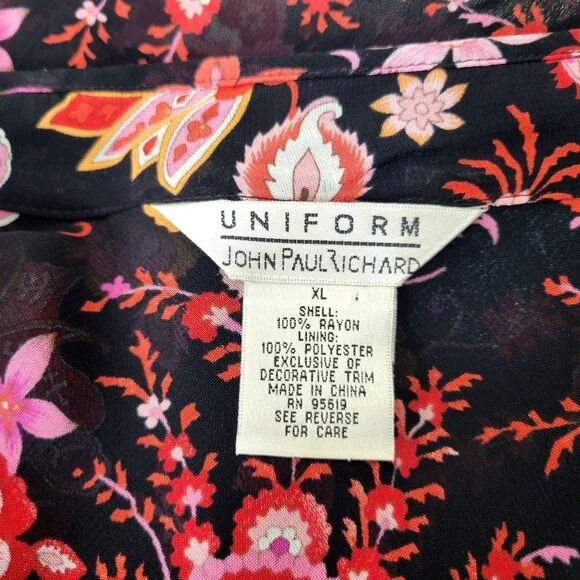 UNIFORM
JOHN PAUL RICHARD
XL
SHELL:
100% RAYON
LINING:
100% POLYESTER
EXCLUSIVE OF
DECORATIVE TRIM
MADE IN CHINA
RN 95619
SEE REVERSE
FOR CARE